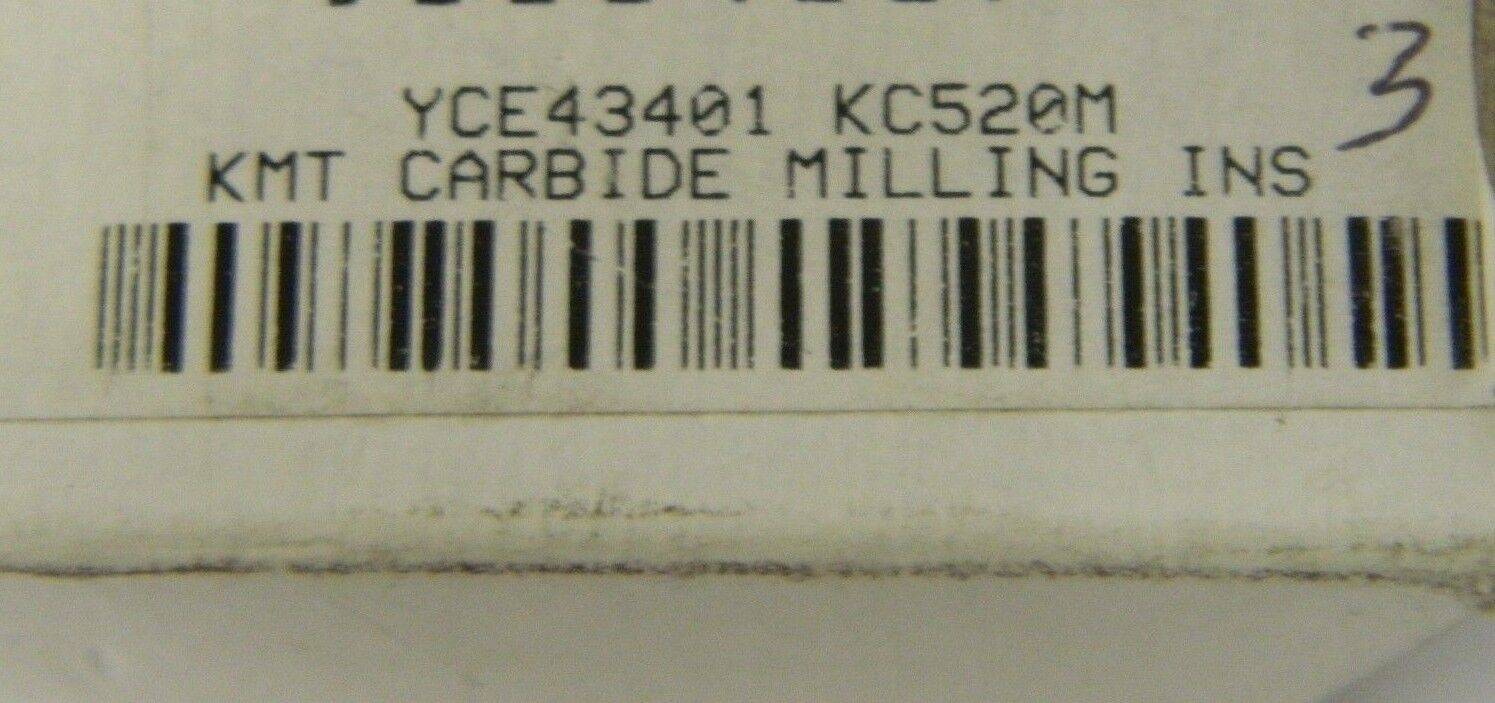 YCE43401 KC520M
KMT CARBIDE MILLING INS
3